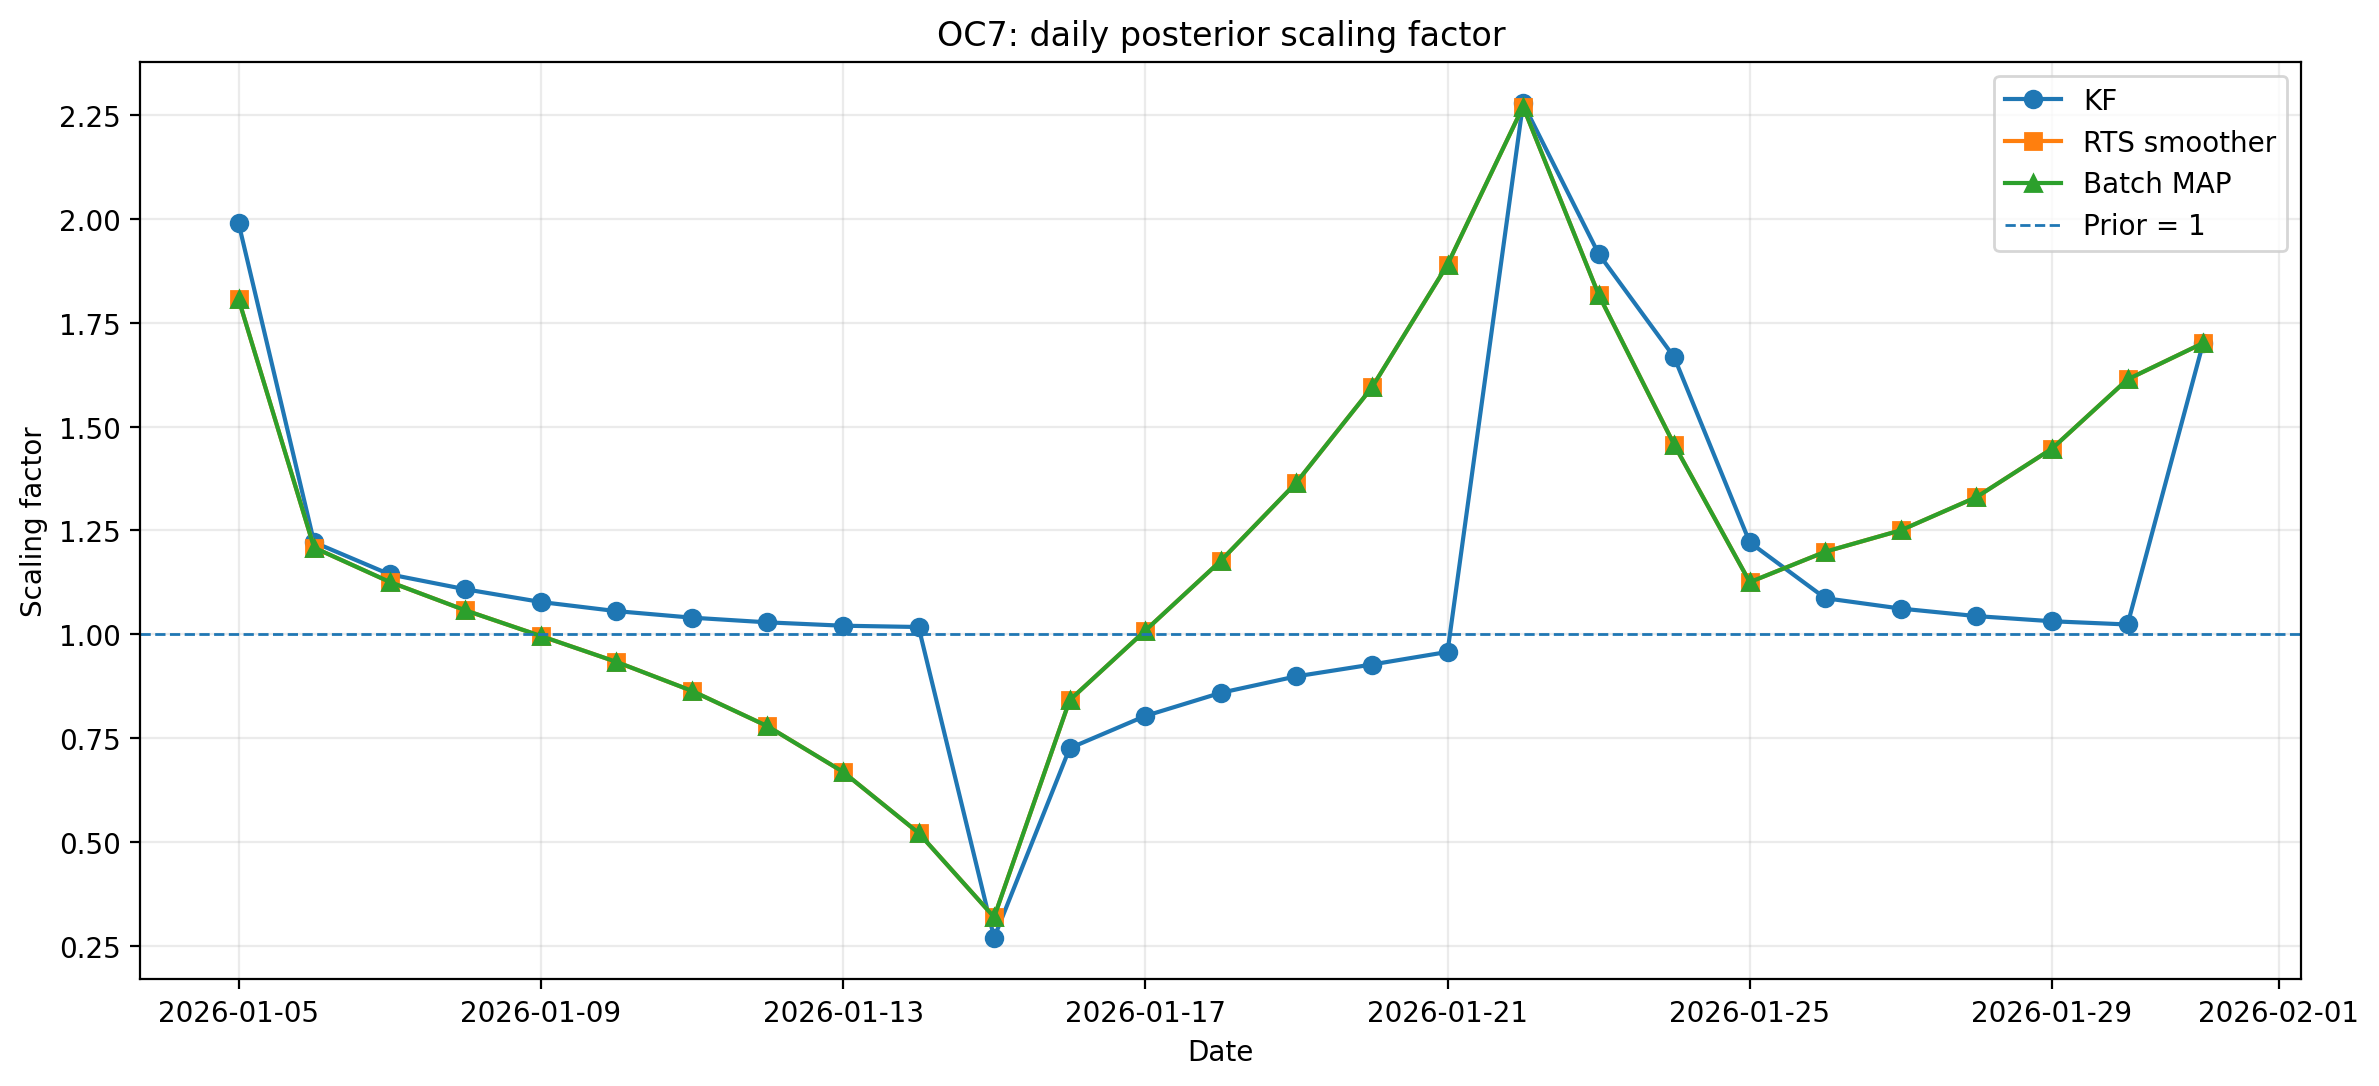 OC7: daily posterior scaling factor
KF
RTS smoother
Batch MAP
Prior = 1
Scaling factor
2.25
2.00
1.75
1.50
1.25
1.00
0.75
0.50
0.25
2026-01-05
2026-01-09
2026-01-13
2026-01-17
2026-01-21
2026-01-25
2026-01-29
2026-02-01
Date